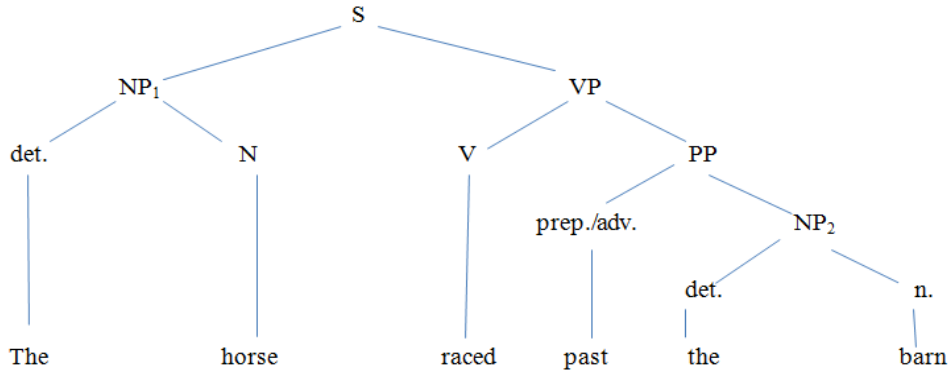 S
NP₁ VP
det. N V PP
prep./adv. NP₂
det. n.
The horse raced past the barn